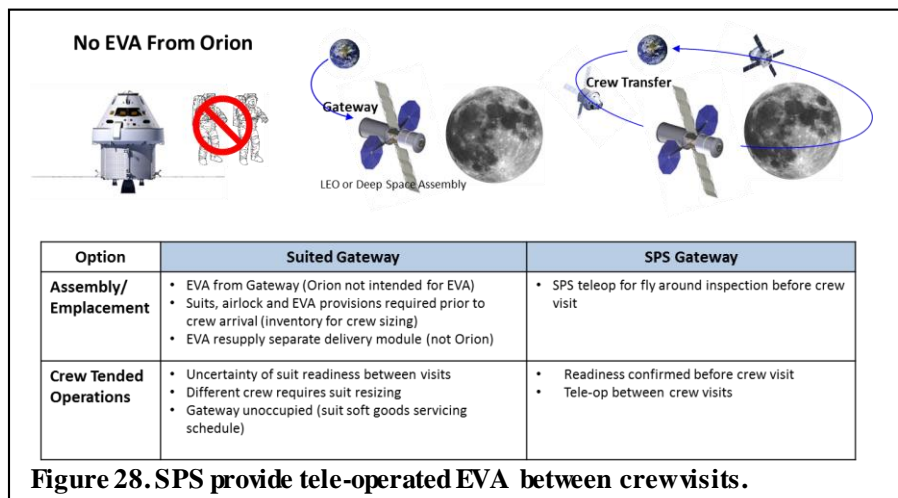 No EVA From Orion
Gateway
LEO or Deep Space Assembly
Crew Transfer
Option
Suited Gateway
SPS Gateway
Assembly/
Emplacement
• EVA from Gateway (Orion not intended for EVA)
• Suits, airlock and EVA provisions required prior to
crew arrival (inventory for crew sizing)
• EVA resupply separate delivery module (not Orion)
• SPS teleop for fly around inspection before crew
visit
Crew Tended
Operations
• Uncertainty of suit readiness between visits
• Different crew requires suit resizing
• Gateway unoccupied (suit soft goods servicing
schedule)
• Readiness confirmed before crew visit
• Tele-op between crew visits
Figure 28. SPS provide tele-operated EVA between crew visits.